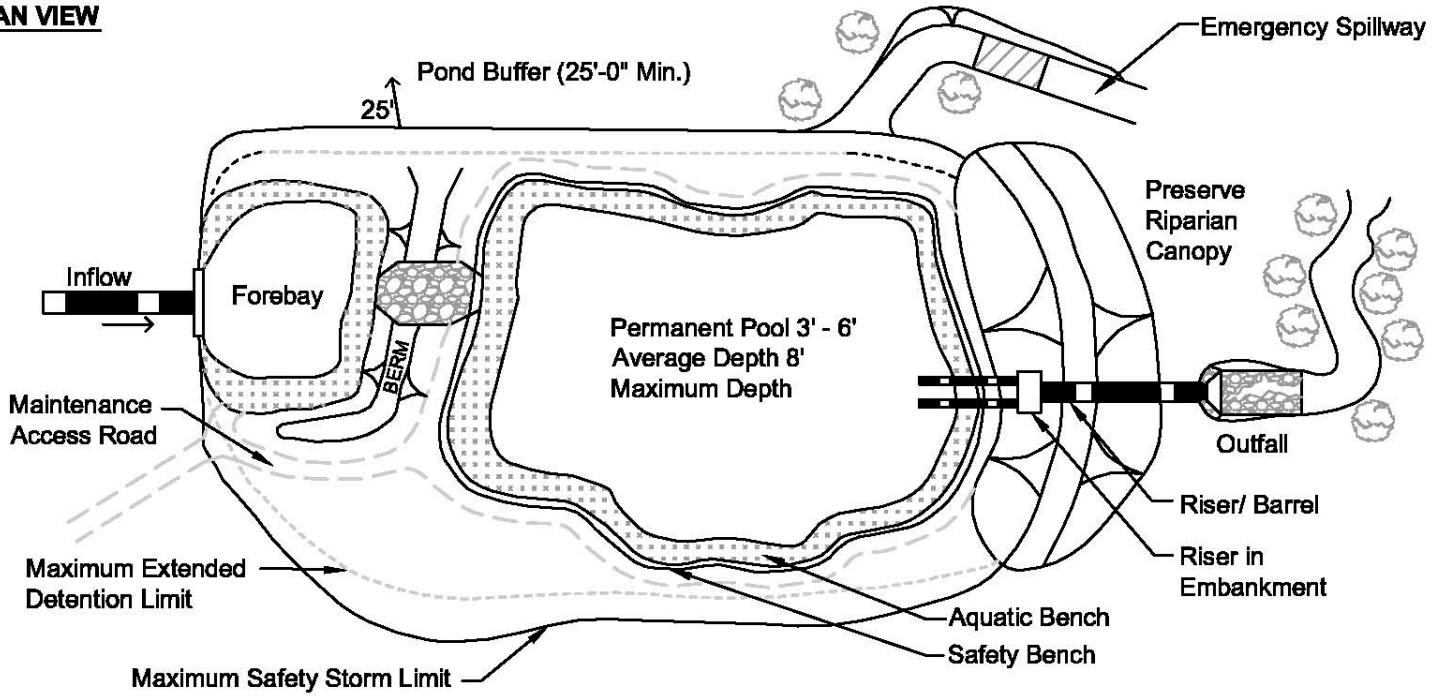 AN VIEW
Emergency Spillway
Pond Buffer (25'-0" Min.)
25'
Preserve
Riparian
Canopy
Inflow
Forebay
Permanent Pool 3' - 6'
Average Depth 8'
Maximum Depth
BERM
Maintenance
Access Road
Outfall
Riser/ Barrel
Riser in
Embankment
Maximum Extended
Detention Limit
Aquatic Bench
Safety Bench
Maximum Safety Storm Limit